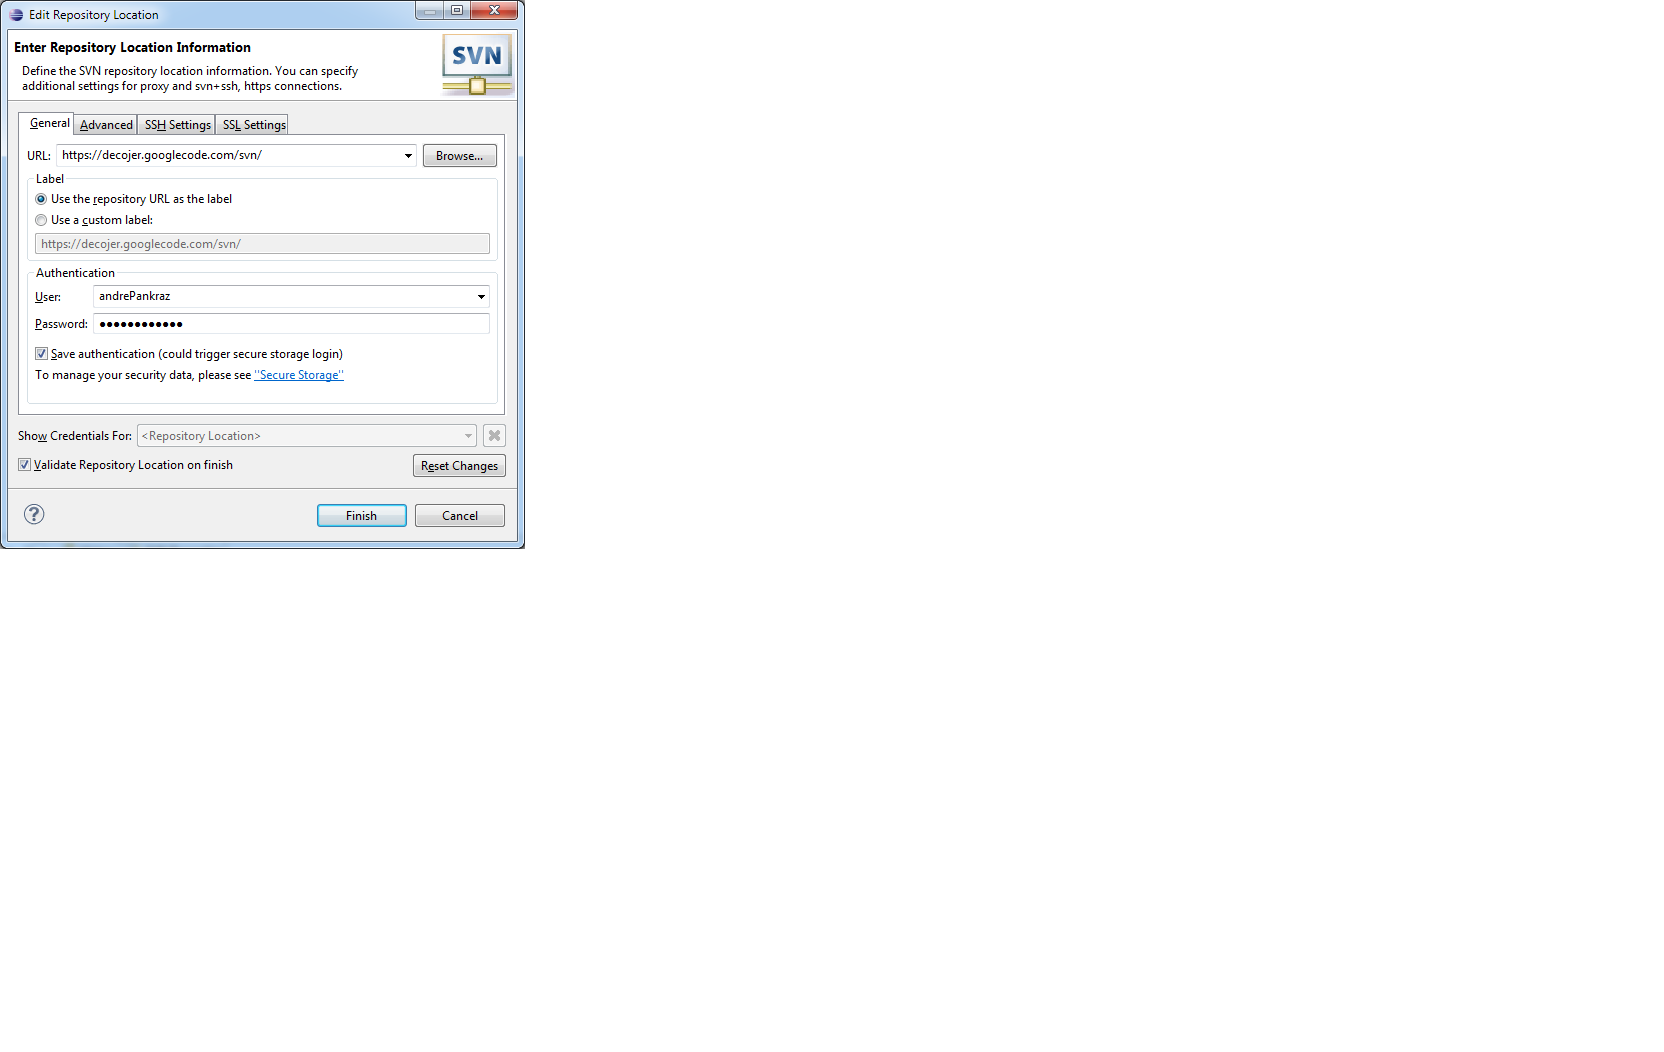 Edit Repository Location
Enter Repository Location Information
SVN
Define the SVN repository location information. You can specify
additional settings for proxy and svn+ssh, https connections.
General Advanced SSH Settings SSL Settings
URL: https://decojer.googlecode.com/svn/ Browse...
Label
Use the repository URL as the label
Use a custom label:
https://decojer.googlecode.com/svn/
Authentication
User: andrePankraz
Password: ●●●●●●●●●●●●
Save authentication (could trigger secure storage login)
To manage your security data, please see "Secure Storage"
Show Credentials For: <Repository Location>
Validate Repository Location on finish Reset Changes
? Finish Cancel